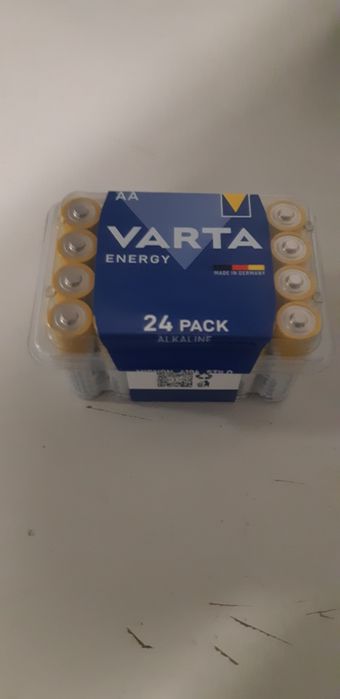 AA
VARTA
ENERGY
MADE IN GERMANY
24 PACK
ALKALINE